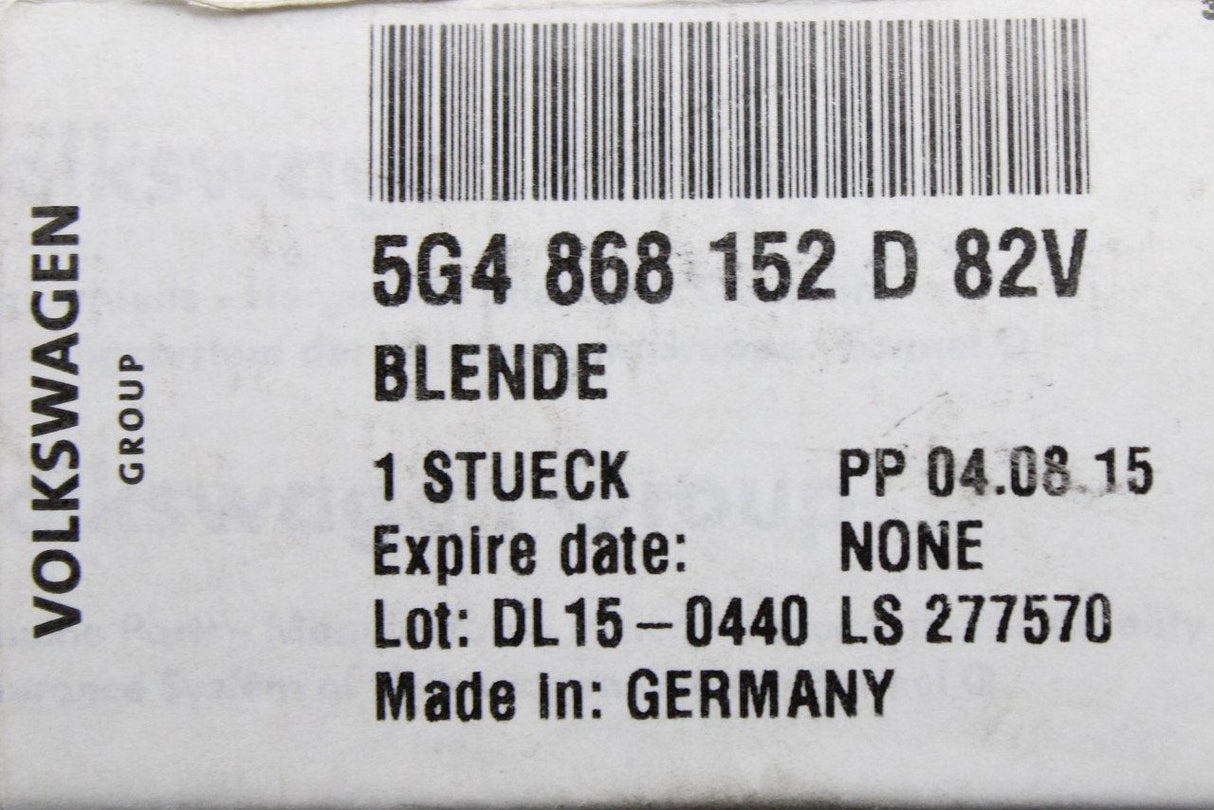 VOLKSWAGEN
GROUP
5G4 868 152 D 82V
BLENDE
1 STUECK PP 04.08.15
Expire date: NONE
Lot: DL15-0440 LS 277570
Made in: GERMANY